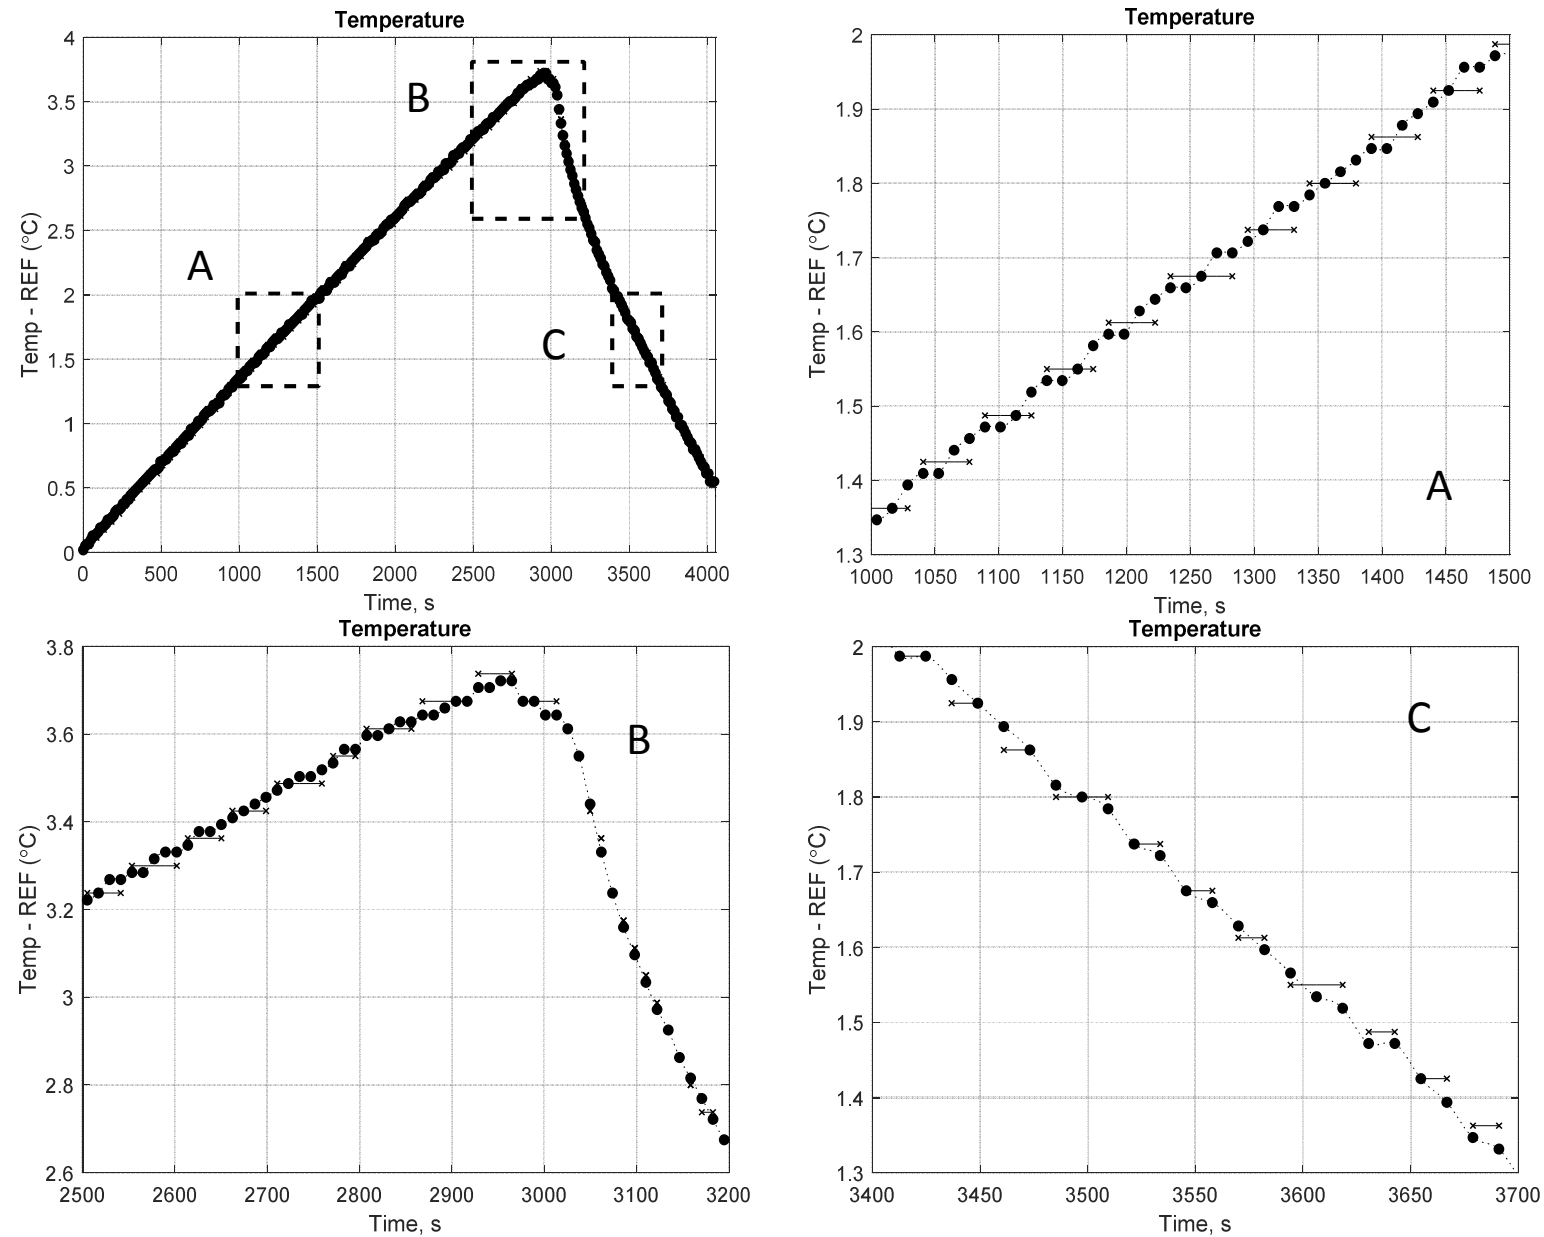 Temperature
4
3.5
3
2.5
2
1.5
1
0.5
0
Temp - REF (°C)
A
B
C
0 500 1000 1500 2000 2500 3000 3500 4000
Time, s
Temperature
2
1.9
1.8
1.7
1.6
1.5
1.4
1.3
Temp - REF (°C)
A
1000 1050 1100 1150 1200 1250 1300 1350 1400 1450 1500
Time, s
Temperature
3.8
3.6
3.4
3.2
3
2.8
2.6
Temp - REF (°C)
B
2500 2600 2700 2800 2900 3000 3100 3200
Time, s
Temperature
2
1.9
1.8
1.7
1.6
1.5
1.4
1.3
Temp - REF (°C)
C
3400 3450 3500 3550 3600 3650 3700
Time, s